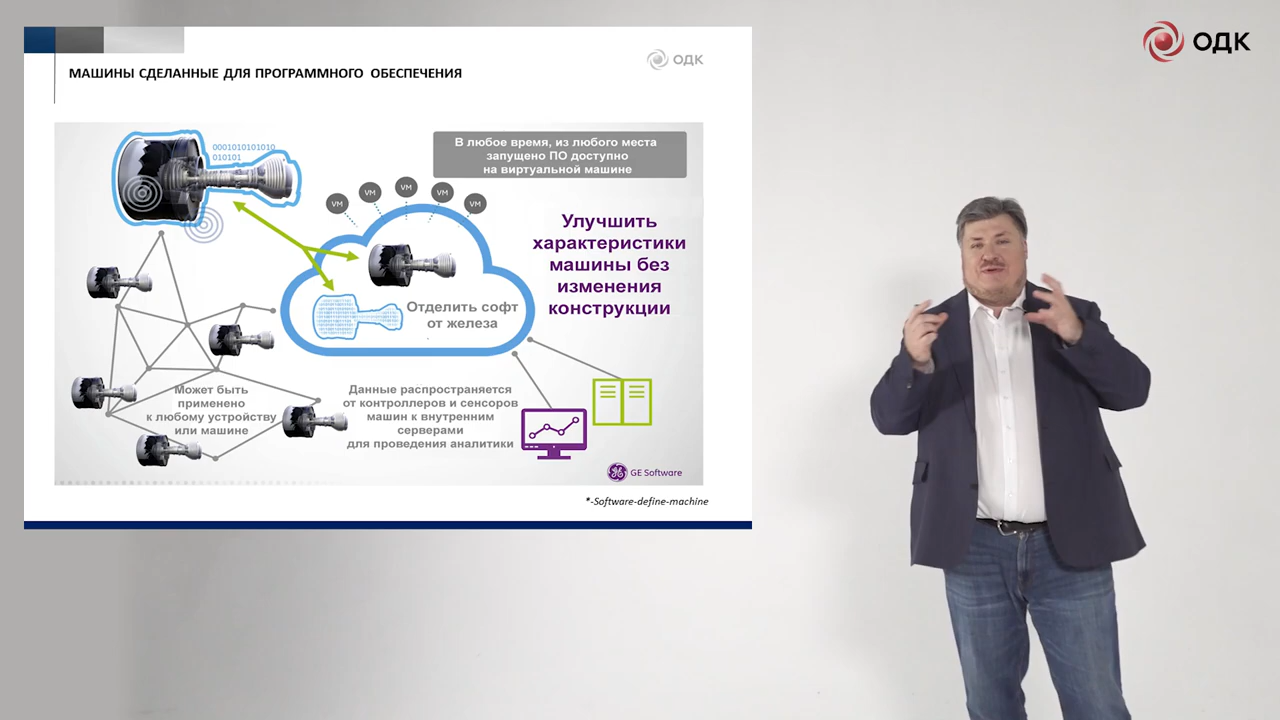 ОДК
МАШИНЫ СДЕЛАННЫЕ ДЛЯ ПРОГРАММНОГО ОБЕСПЕЧЕНИЯ
ОДК
0001010101010
010101
В любое время, из любого места
запущено ПО доступно
на виртуальной машине
VM
VM
VM
VM
VM
Улучшить
характеристики
машины без
изменения
конструкции
Отделить софт
от железа
Может быть
применено
к любому устройству
или машине
Данные распространяется
от контроллеров и сенсоров
машин к внутренним
серверами
для проведения аналитики
GE Software
*-Software-define-machine